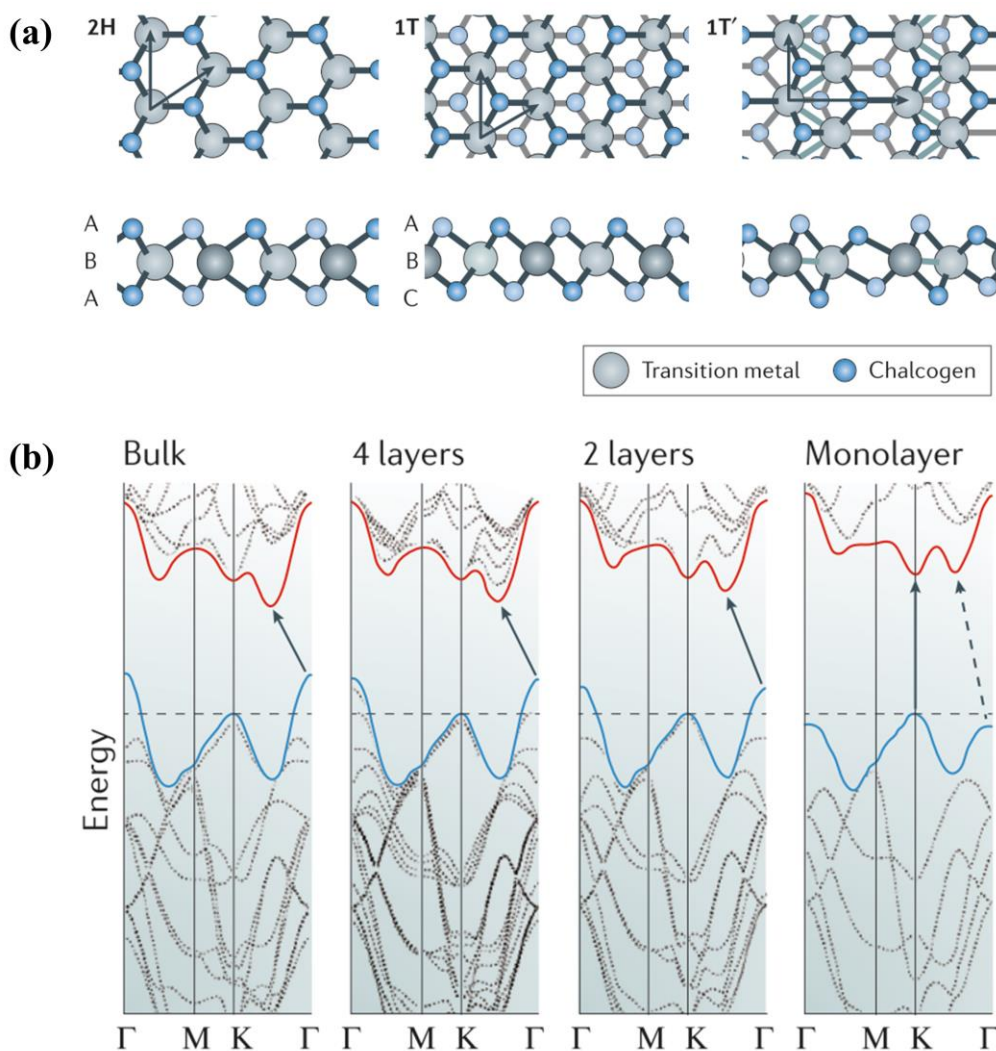 (a)
2H
1T
1T′
A
B
A
A
B
C
Transition metal
Chalcogen
(b)
Bulk
4 layers
2 layers
Monolayer
Energy
Γ M K Γ
Γ M K Γ
Γ M K Γ
Γ M K Γ